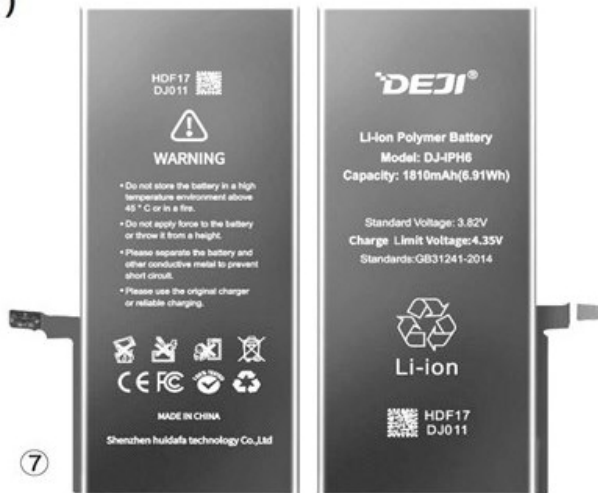 )
HDF17
DJ011
WARNING
• Do not store the battery in a high
temperature environment above
45 ° C or in a fire.
• Do not apply force to the battery
or throw it from a height.
• Please separate the battery and
other conductive metal to prevent
short circuit.
• Please use the original charger
or reliable charging.
CE FC
MADE IN CHINA
Shenzhen huidafa technology Co.,Ltd
⑦
DEJI®
Li-ion Polymer Battery
Model: DJ-IPH6
Capacity: 1810mAh(6.91Wh)
Standard Voltage: 3.82V
Charge Limit Voltage:4.35V
Standards:GB31241-2014
Li-ion
HDF17
DJ011